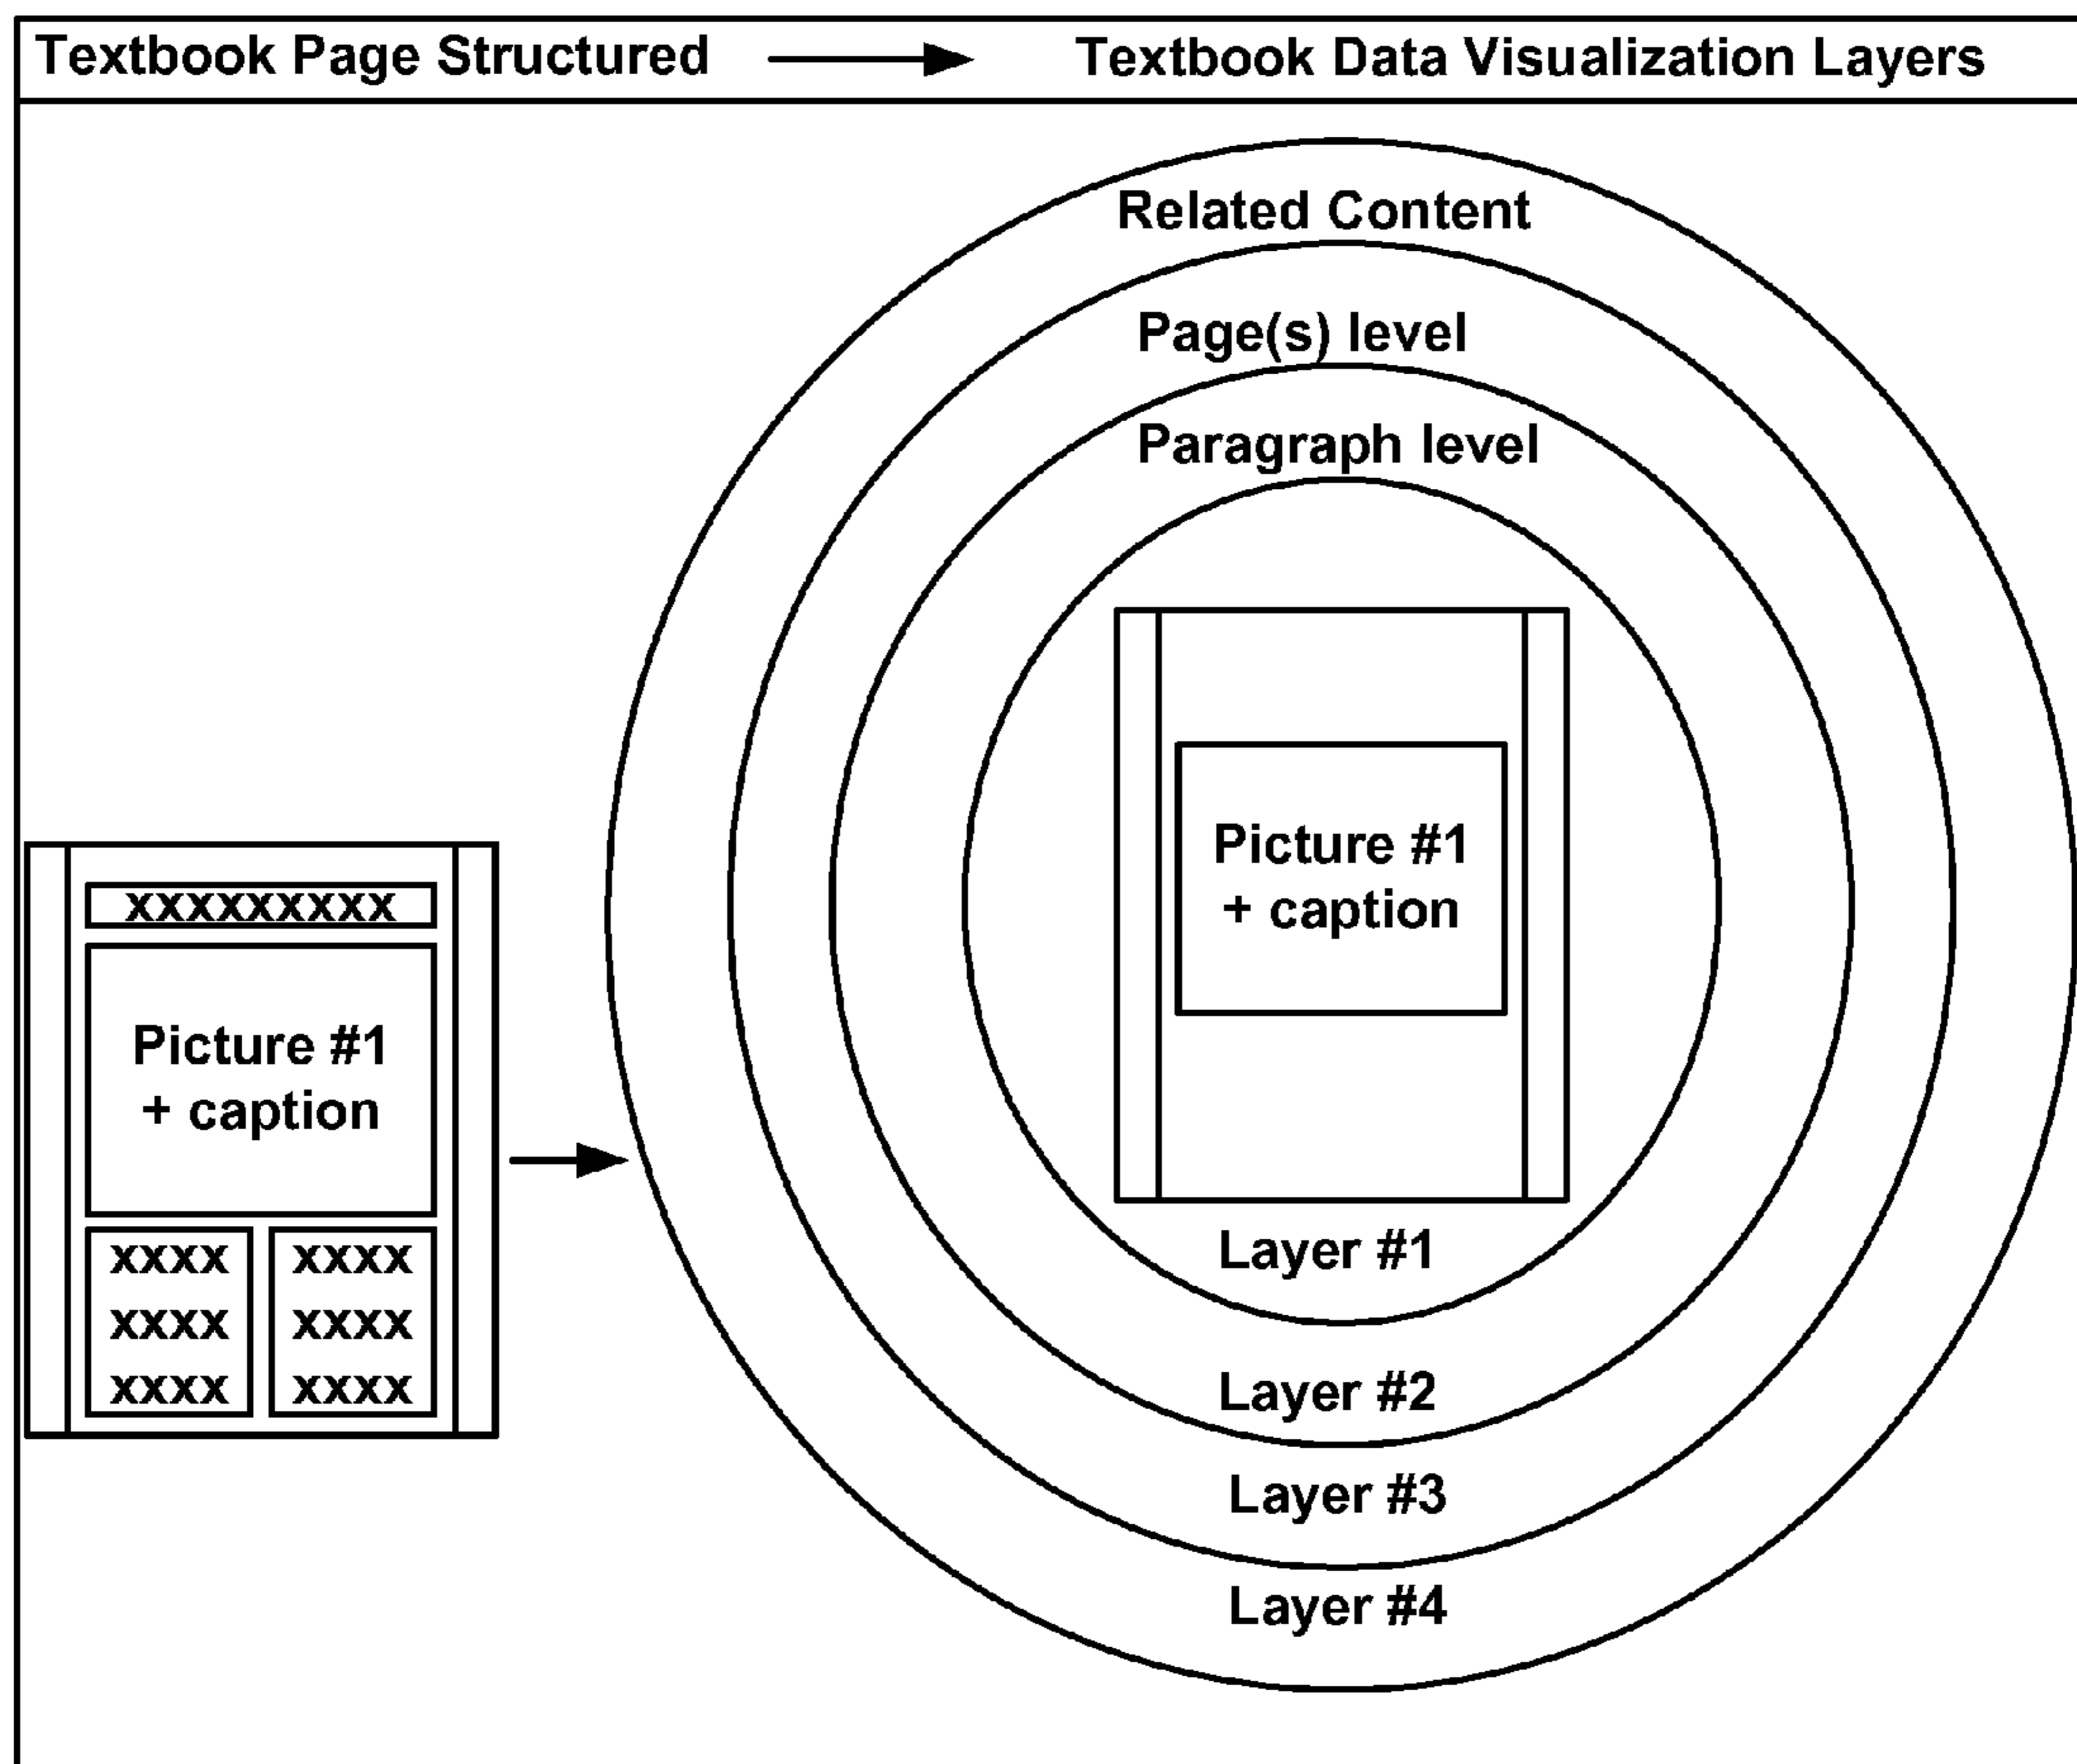 Textbook Page Structured
Textbook Data Visualization Layers
xxxxxxxxx
Picture #1
+ caption
xxxx
xxxx
xxxx
xxxx
xxxx
xxxx
Related Content
Page(s) level
Paragraph level
Picture #1
+ caption
Layer #1
Layer #2
Layer #3
Layer #4